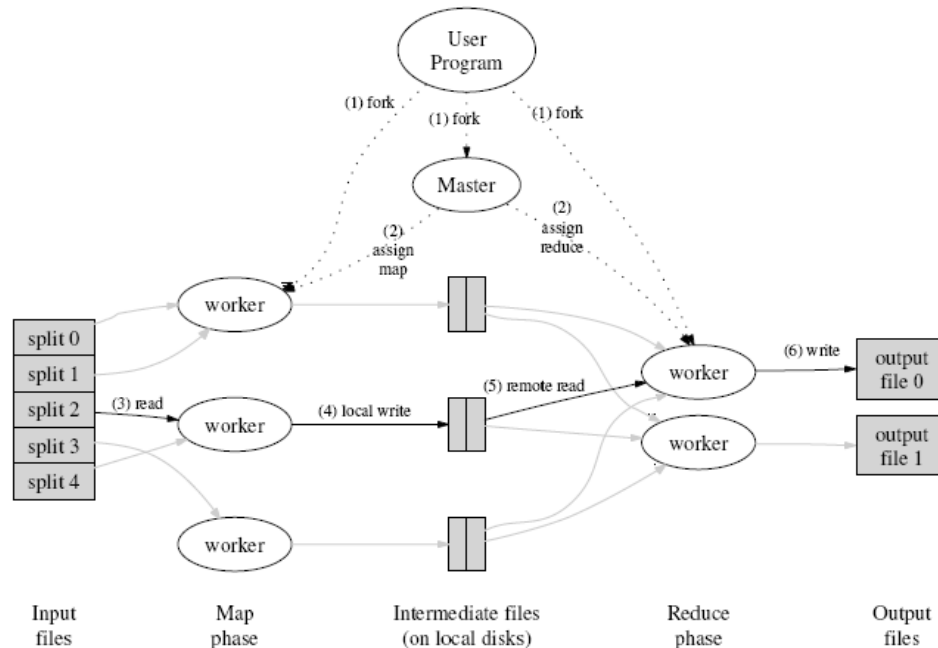 User
Program
(1) fork
(1) fork
(1) fork
Master
(2)
assign
map
(2)
assign
reduce
worker
split 0
split 1
split 2
split 3
split 4
(3) read
worker
(4) local write
(5) remote read
worker
(6) write
output
file 0
worker
output
file 1
worker
Input
files
Map
phase
Intermediate files
(on local disks)
Reduce
phase
Output
files